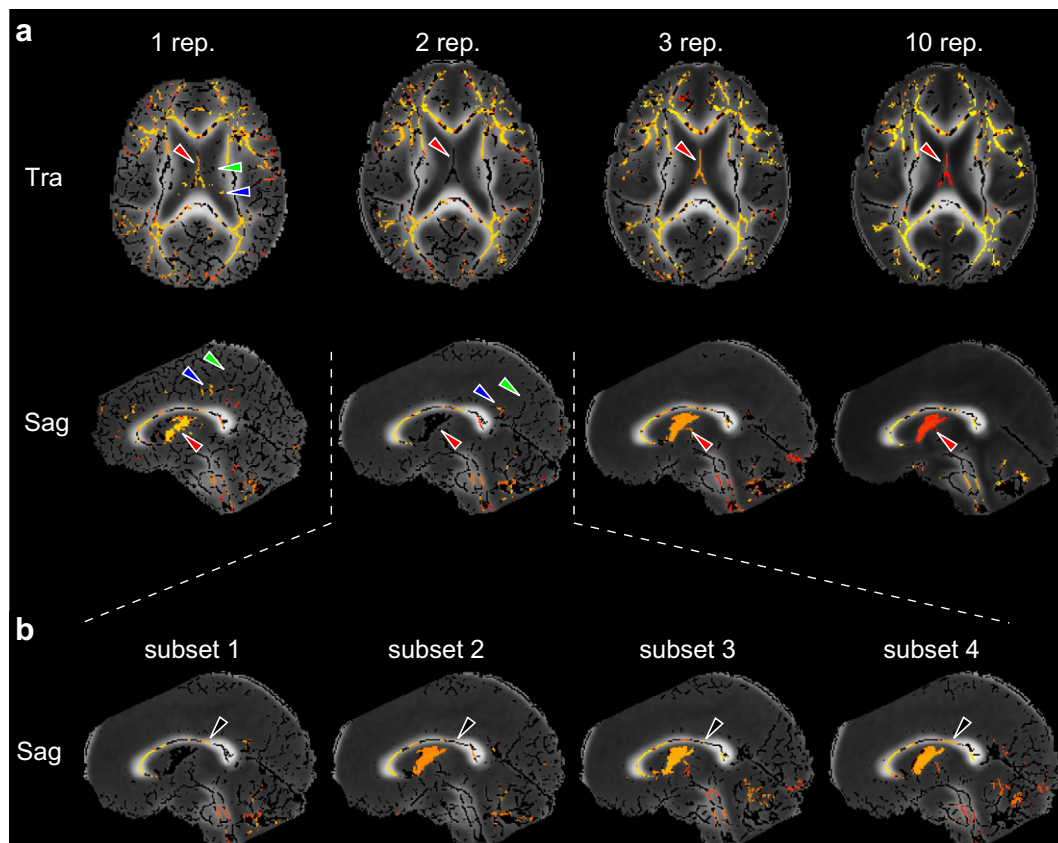 a
1 rep. 2 rep. 3 rep. 10 rep.
Tra
Sag
b
subset 1 subset 2 subset 3 subset 4
Sag